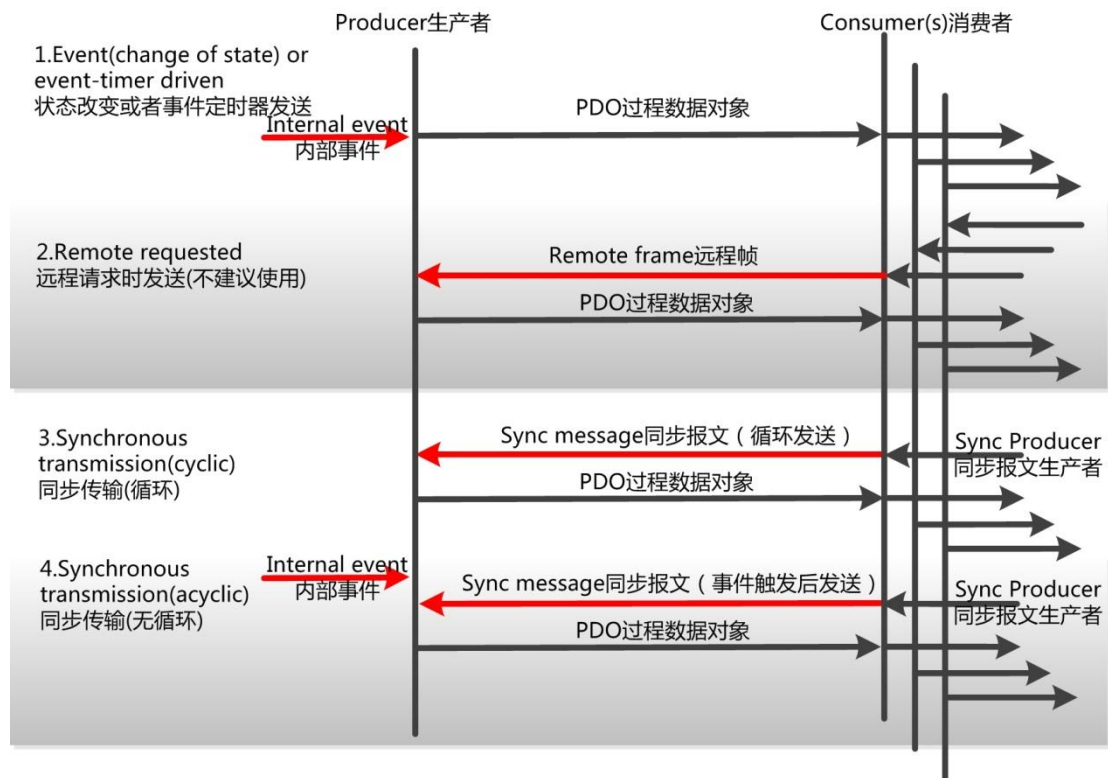 Producer生产者
Consumer(s)消费者
1.Event(change of state) or
event-timer driven
状态改变或者事件定时器发送
Internal event
内部事件
PDO过程数据对象
2.Remote requested
远程请求时发送(不建议使用)
Remote frame远程帧
PDO过程数据对象
3.Synchronous
transmission(cyclic)
同步传输(循环)
Sync message同步报文（循环发送）
Sync Producer
同步报文生产者
PDO过程数据对象
4.Synchronous
transmission(acyclic)
同步传输(无循环)
Internal event
内部事件
Sync message同步报文（事件触发后发送）
Sync Producer
同步报文生产者
PDO过程数据对象